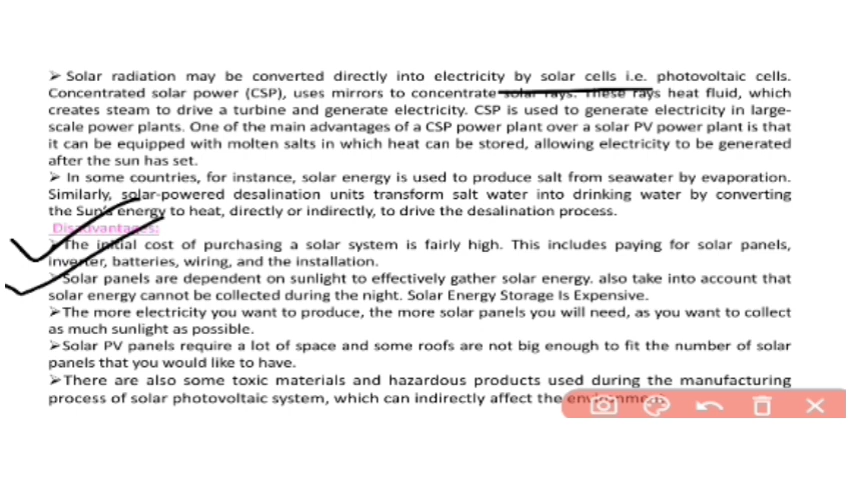 ➢ Solar radiation may be converted directly into electricity by solar cells i.e. photovoltaic cells.
Concentrated solar power (CSP), uses mirrors to concentrate solar rays. These rays heat fluid, which
creates steam to drive a turbine and generate electricity. CSP is used to generate electricity in large-
scale power plants. One of the main advantages of a CSP power plant over a solar PV power plant is that
it can be equipped with molten salts in which heat can be stored, allowing electricity to be generated
after the sun has set.
➢ In some countries, for instance, solar energy is used to produce salt from seawater by evaporation.
Similarly, solar-powered desalination units transform salt water into drinking water by converting
the Sun's energy to heat, directly or indirectly, to drive the desalination process.
Disadvantages:
➢The initial cost of purchasing a solar system is fairly high. This includes paying for solar panels,
inverter, batteries, wiring, and the installation.
➢Solar panels are dependent on sunlight to effectively gather solar energy. also take into account that
solar energy cannot be collected during the night. Solar Energy Storage Is Expensive.
➢The more electricity you want to produce, the more solar panels you will need, as you want to collect
as much sunlight as possible.
➢Solar PV panels require a lot of space and some roofs are not big enough to fit the number of solar
panels that you would like to have.
➢There are also some toxic materials and hazardous products used during the manufacturing
process of solar photovoltaic system, which can indirectly affect the environment.